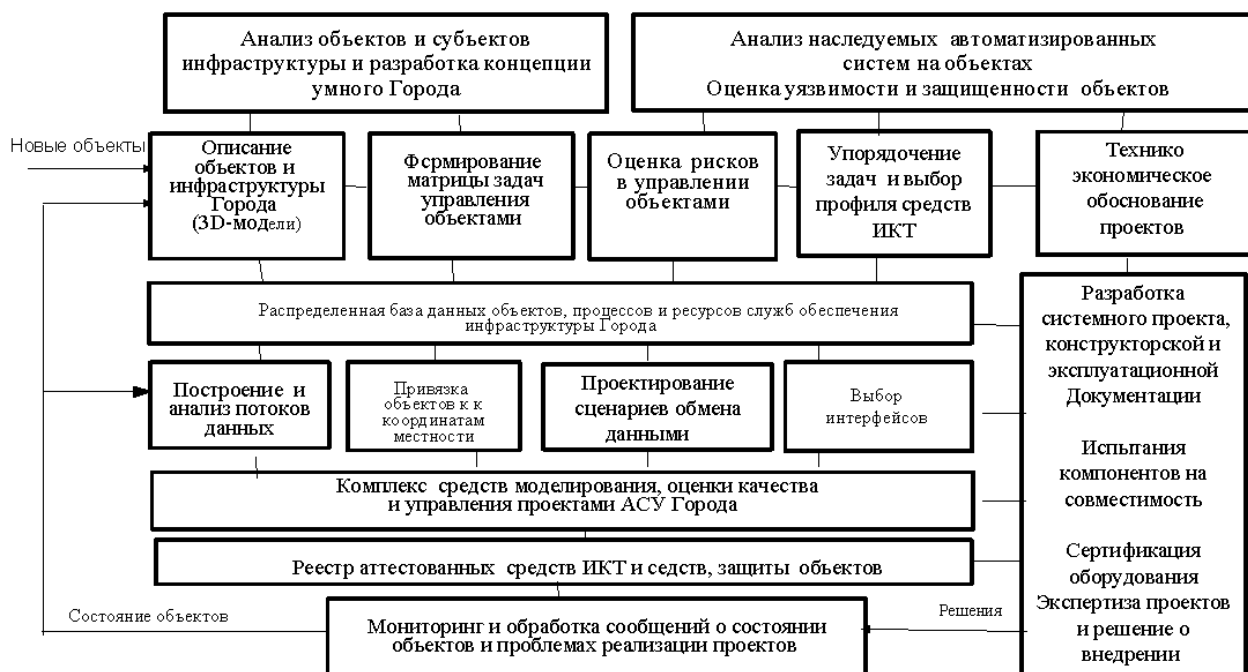 Анализ объектов и субъектов
инфраструктуры и разработка концепции
умного Города
Анализ наследуемых автоматизированных
систем на объектах
Оценка уязвимости и защищенности объектов
Новые объекты
Описание
объектов и
инфраструктуры
Города
(3D-модели)
Фсрмирование
матрицы задач
управления
объектами
Оценка рисков
в управлении
объектами
Упорядочение
задач и выбор
профиля средств
ИКТ
Технико
экономическое
обоснование
проектов
Распределенная база данных объектов, процессов и ресурсов служб обеспечения
инфраструктуры Города
Построение и
анализ потоков
данных
Привязка
объектов к к
координатам
местности
Проектирование
сценариев обмена
данными
Выбор
интерфейсов
Разработка
системного проекта,
конструкторской и
эксплуатационной
Документации
Испытания
компонентов на
совместимость
Сертификация
оборудования
Экспертиза проектов
и решение о
внедрении
Комплекс средств моделирования, оценки качества
и управления проектами АСУ Города
Реестр аттестованных средств ИКТ и седств, защиты объектов
Состояние объектов
Мониторинг и обработка сообщений о состоянии
объектов и проблемах реализации проектов
Решения